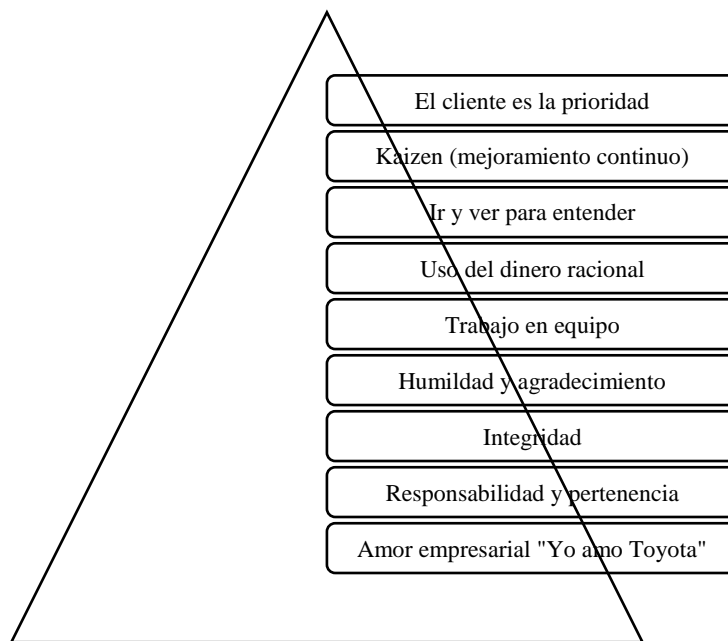 El cliente es la prioridad
Kaizen (mejoramiento continuo)
Ir y ver para entender
Uso del dinero racional
Trabajo en equipo
Humildad y agradecimiento
Integridad
Responsabilidad y pertenencia
Amor empresarial "Yo amo Toyota"